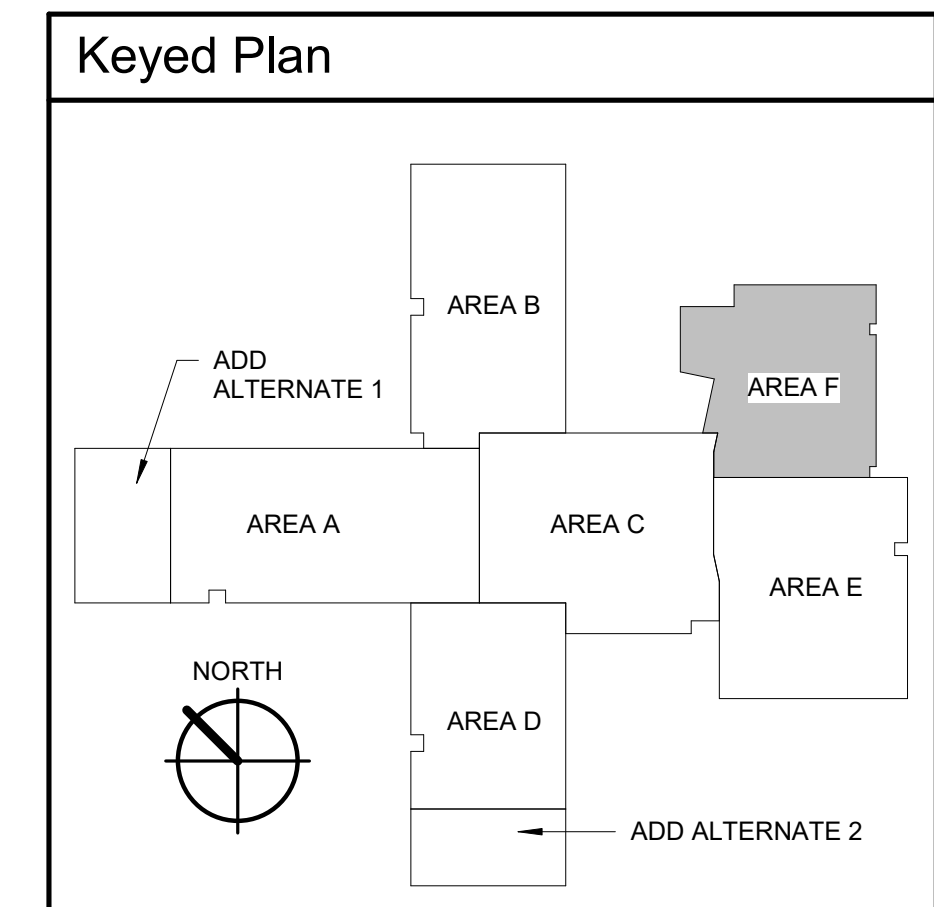 Keyed Plan
AREA B
ADD
ALTERNATE 1
AREA F
AREA A
AREA C
AREA E
NORTH
AREA D
ADD ALTERNATE 2